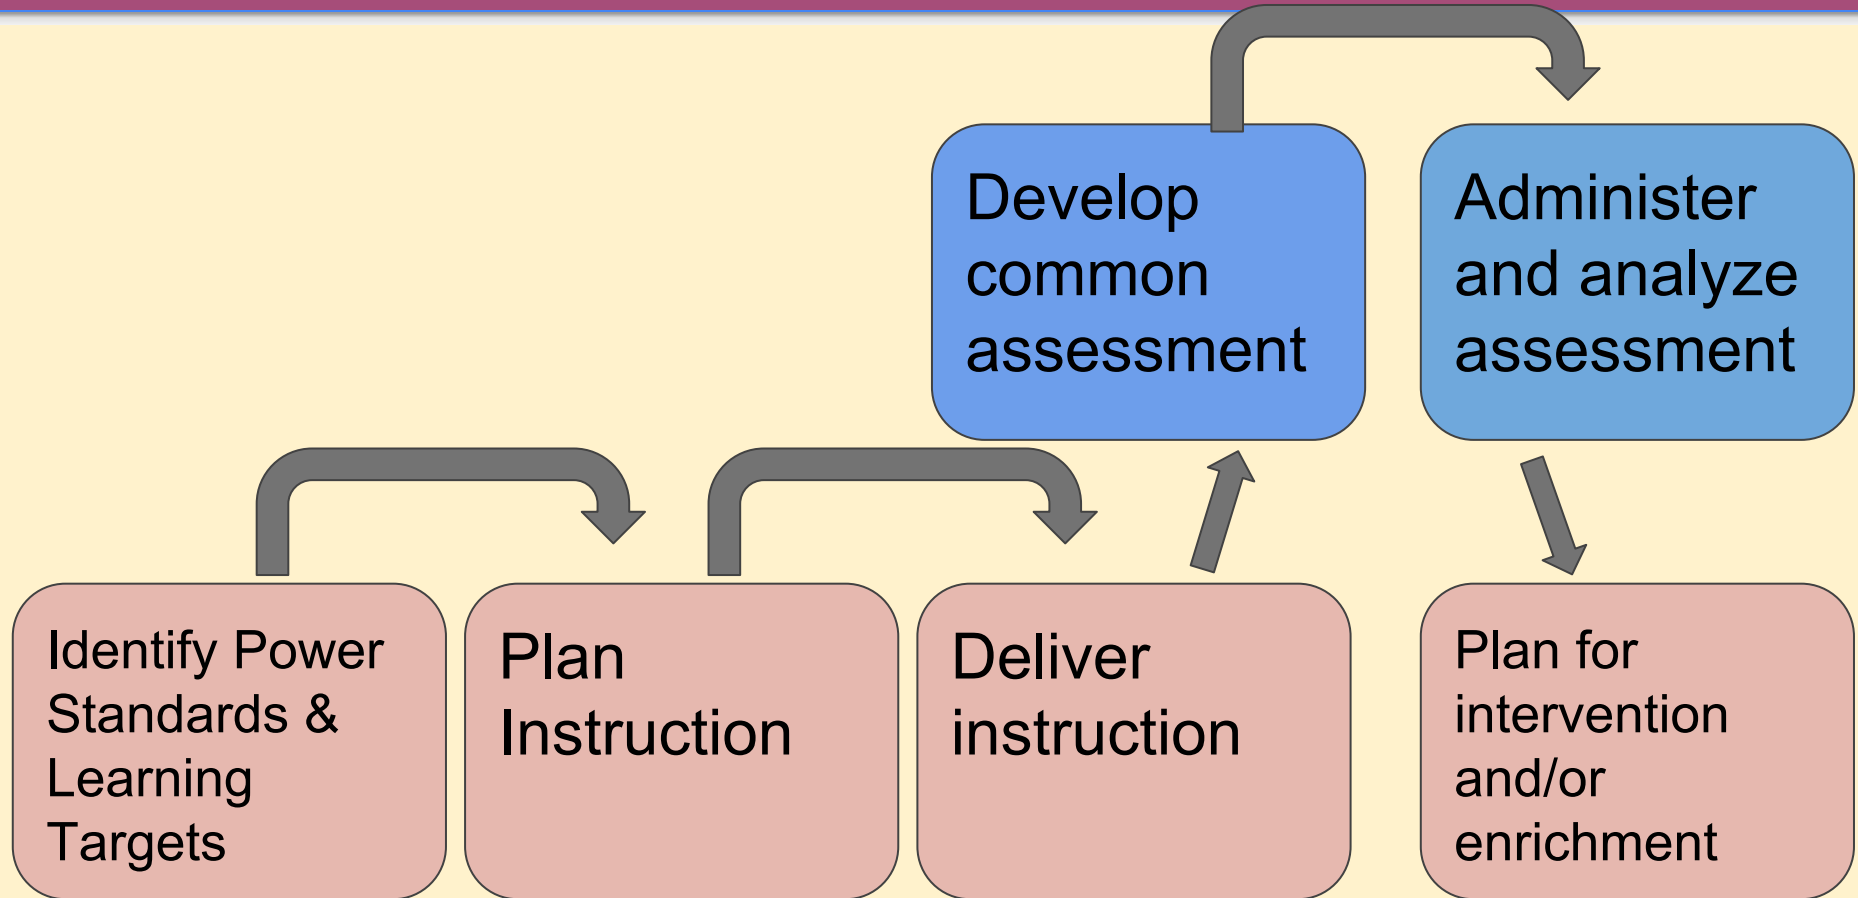 Identify Power
Standards &
Learning
Targets
Plan
Instruction
Deliver
instruction
Develop
common
assessment
Administer
and analyze
assessment
Plan for
intervention
and/or
enrichment